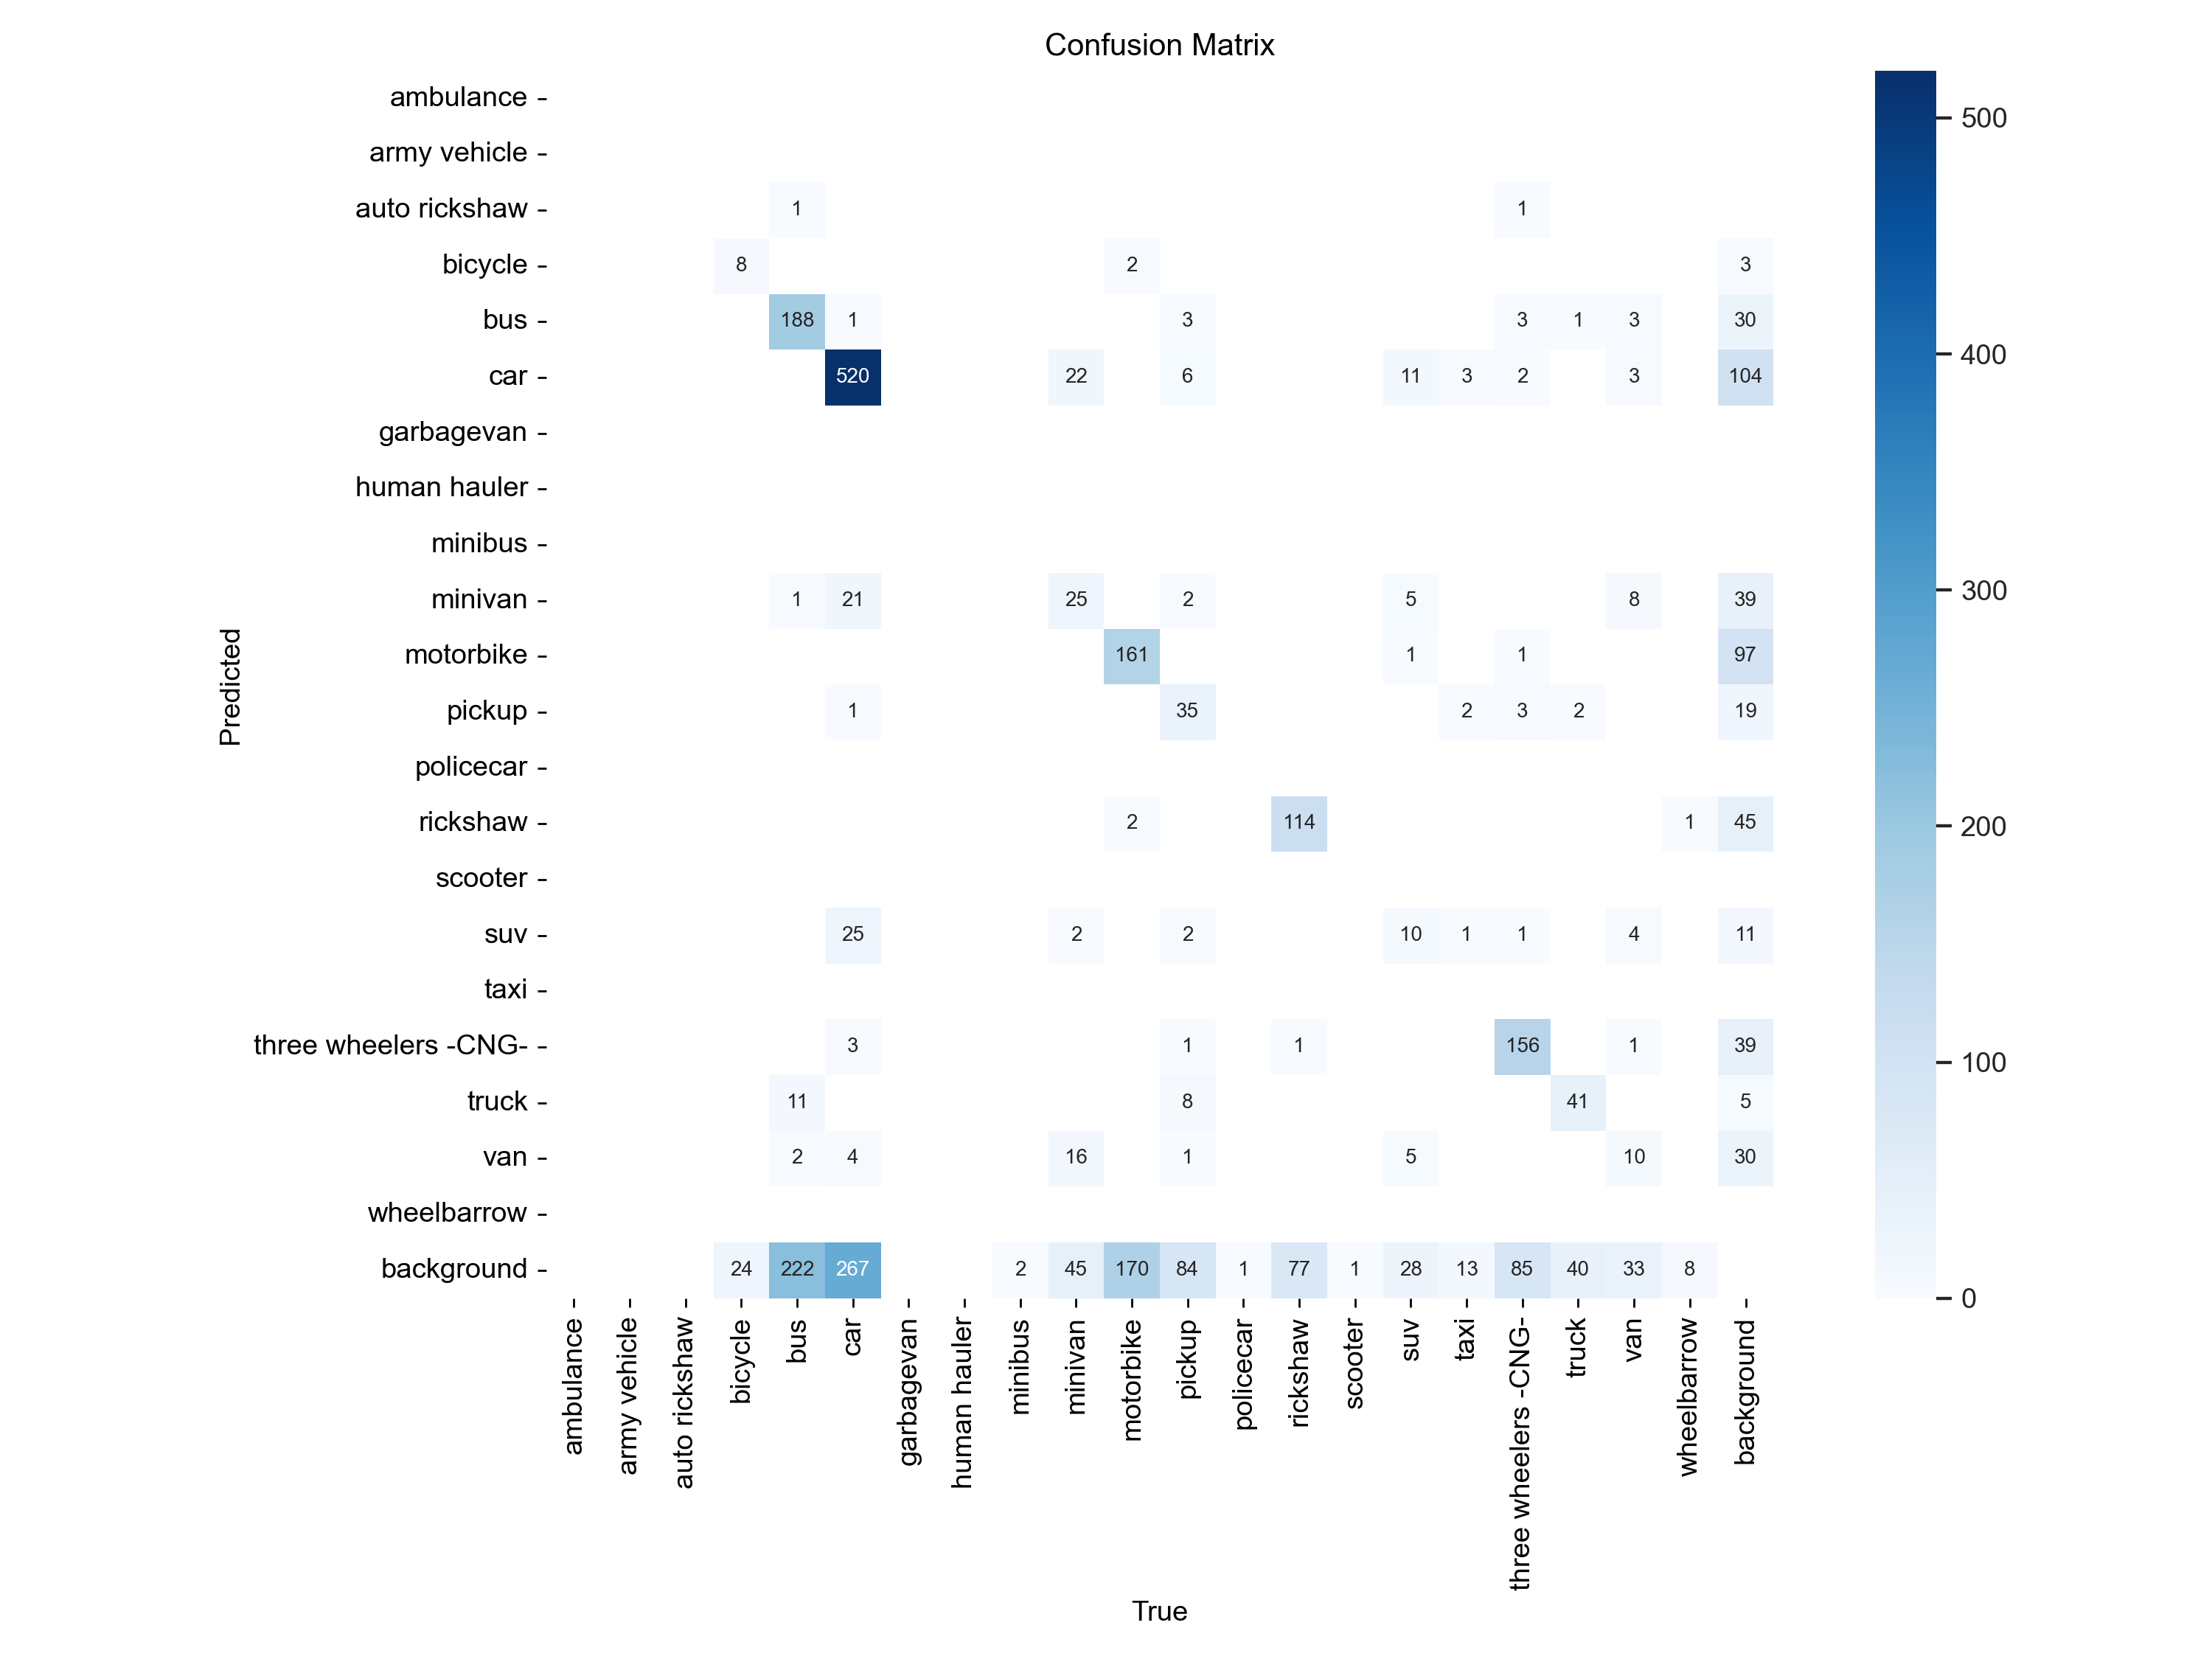 Confusion Matrix
ambulance
army vehicle
auto rickshaw 1 1
bicycle 8 2 3
bus 188 1 3 3 1 3 30
car 520 22 6 11 3 2 3 104
garbagevan
human hauler
minibus
minivan 1 21 25 2 5 8 39
motorbike 161 1 1 97
pickup 1 35 2 3 2 19
policecar
rickshaw 2 114 1 45
scooter
suv 25 2 2 10 1 1 4 11
taxi
three wheelers -CNG- 3 1 1 156 1 39
truck 11 8 41 5
van 2 4 16 1 5 10 30
wheelbarrow
background 24 222 267 2 45 170 84 1 77 1 28 13 85 40 33 8
Predicted
ambulance
army vehicle
auto rickshaw
bicycle
bus
car
garbagevan
human hauler
minibus
minivan
motorbike
pickup
policecar
rickshaw
scooter
suv
taxi
three wheelers -CNG-
truck
van
wheelbarrow
background
True
500
400
300
200
100
0